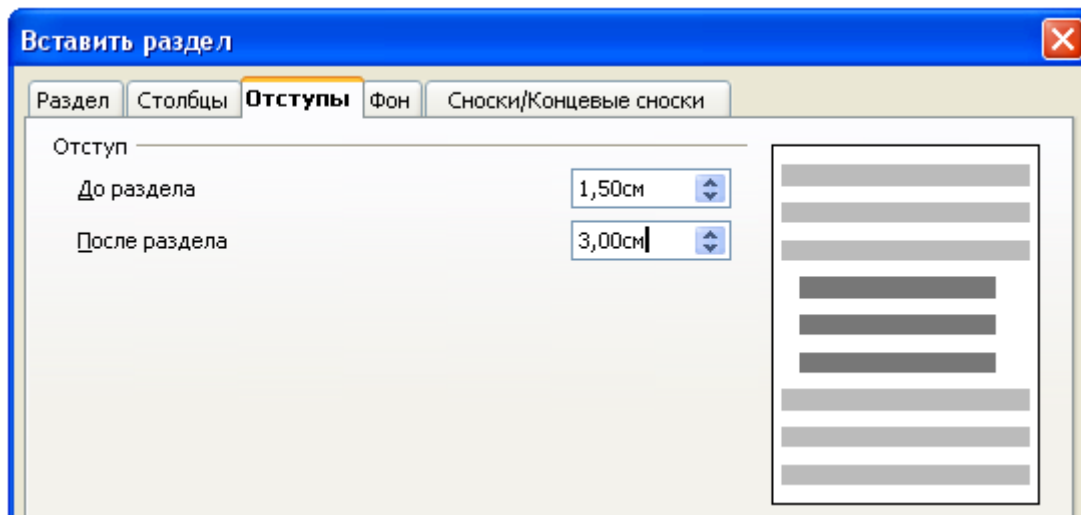 Вставить раздел
Раздел Столбцы Отступы Фон Сноски/Концевые сноски
Отступ
До раздела 1,50см
После раздела 3,00см